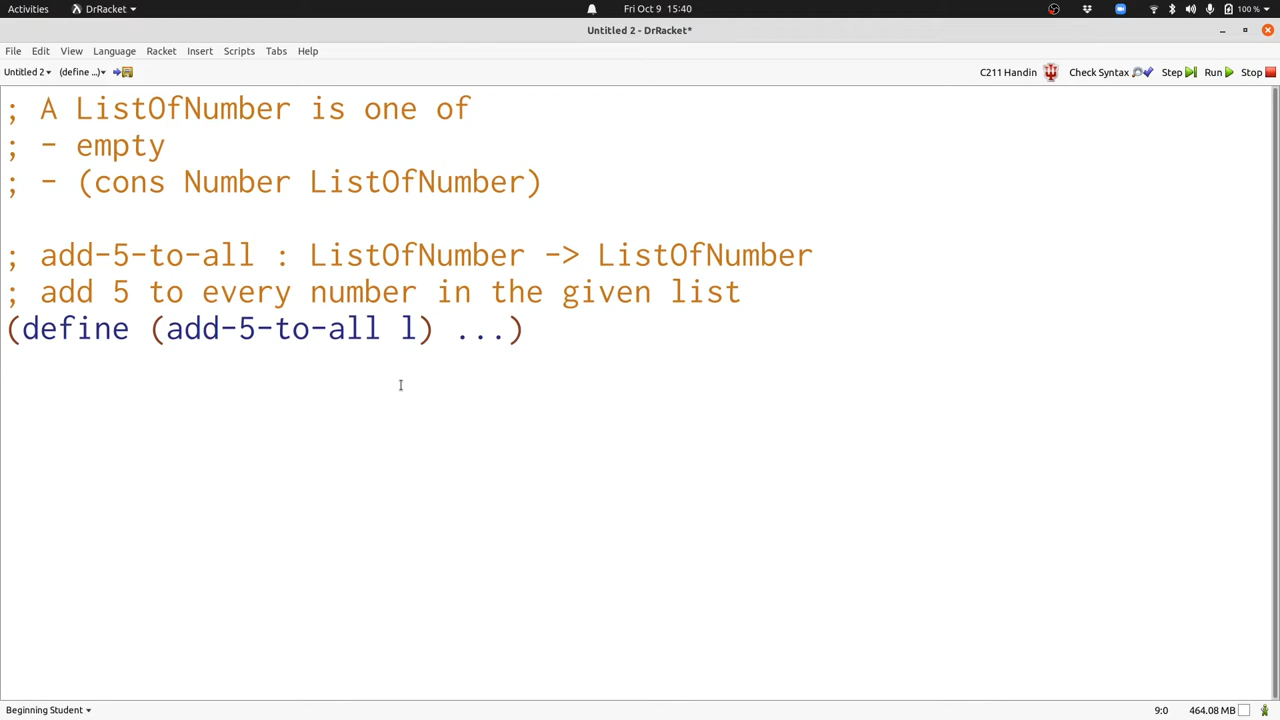 Activities DrRacket Fri Oct 9 15:40 100 %
Untitled 2 - DrRacket*
File Edit View Language Racket Insert Scripts Tabs Help
Untitled 2 (define ...) C211 Handin Check Syntax Step Run Stop
; A ListOfNumber is one of
; - empty
; - (cons Number ListOfNumber)
; add-5-to-all : ListOfNumber -> ListOfNumber
; add 5 to every number in the given list
(define (add-5-to-all l) ...)
Beginning Student 9:0 464.08 MB